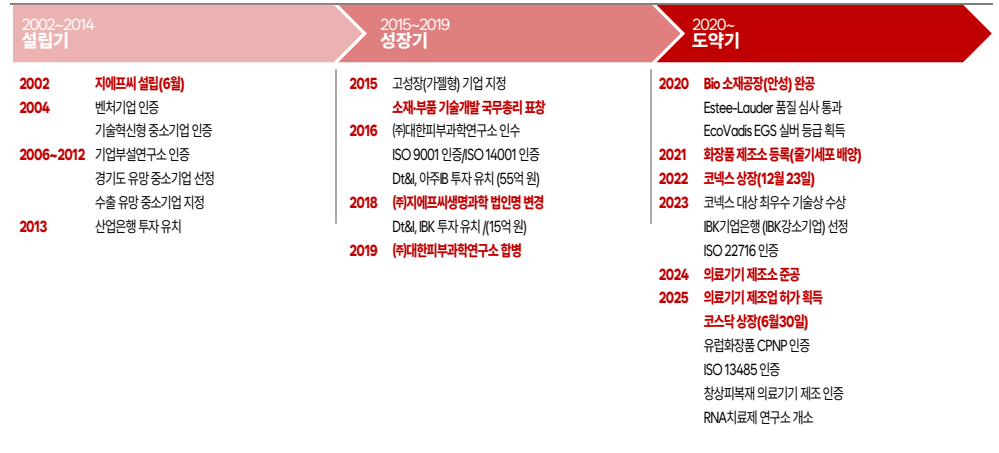 2002~2014
설립기
2002 지에프씨 설립(6월)
2004 벤처기업 인증
기술혁신형 중소기업 인증
2006~2012 기업부설연구소 인증
경기도 유망 중소기업 선정
수출 유망 중소기업 지정
2013 산업은행 투자 유치
2015~2019
성장기
2015 고성장(가젤형) 기업 지정
소재·부품 기술개발 국무총리 표창
2016 ㈜대한피부과학연구소 인수
ISO 9001 인증/ISO 14001 인증
Dt&I, 아주IB 투자 유치 (55억 원)
2018 ㈜지에프씨생명과학 법인명 변경
Dt&I, IBK 투자 유치 /(15억 원)
2019 ㈜대한피부과학연구소 합병
2020~
도약기
2020 Bio 소재공장(안성) 완공
Estee-Lauder 품질 심사 통과
EcoVadis EGS 실버 등급 획득
2021 화장품 제조소 등록(줄기세포 배양)
2022 코넥스 상장(12월 23일)
2023 코넥스 대상 최우수 기술상 수상
IBK기업은행 (IBK강소기업) 선정
ISO 22716 인증
2024 의료기기 제조소 준공
2025 의료기기 제조업 허가 획득
코스닥 상장(6월30일)
유럽화장품 CPNP 인증
ISO 13485 인증
창상피복재 의료기기 제조 인증
RNA치료제 연구소 개소